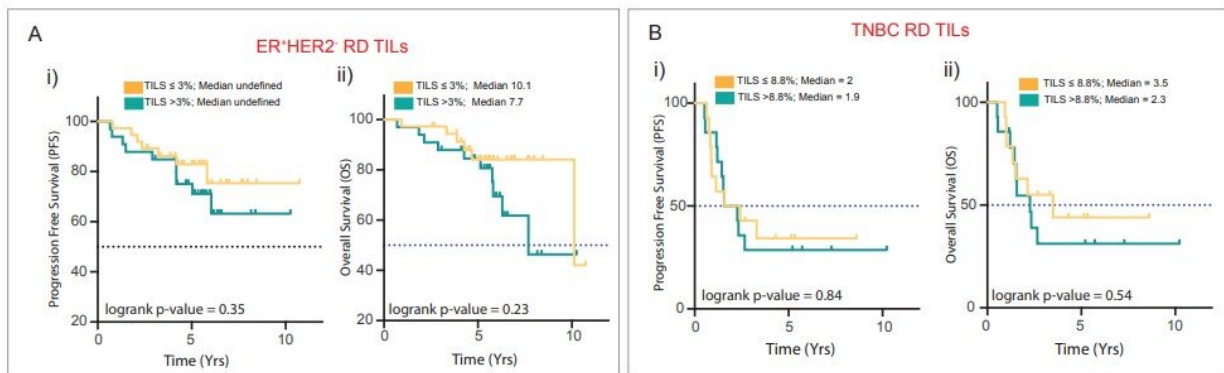 A
ER⁺HER2⁻ RD TILs
i)
TILS ≤ 3%; Median undefined
TILS >3%; Median undefined
Progression Free Survival (PFS)
100
80
60
40
20
logrank p-value = 0.35
0
5
10
Time (Yrs)
ii)
TILS ≤ 3%; Median 10.1
TILS >3%; Median 7.7
Overall Survival (OS)
100
80
60
40
20
logrank p-value = 0.23
0
5
10
Time (Yrs)
B
TNBC RD TILs
i)
TILS ≤ 8.8%; Median = 2
TILS >8.8%; Median = 1.9
Progression Free Survival (PFS)
100
50
0
logrank p-value = 0.84
0
5
10
Time (Yrs)
ii)
TILS ≤ 8.8%; Median = 3.5
TILS >8.8%; Median = 2.3
Overall Survival (OS)
100
50
0
logrank p-value = 0.54
0
5
10
Time (Yrs)